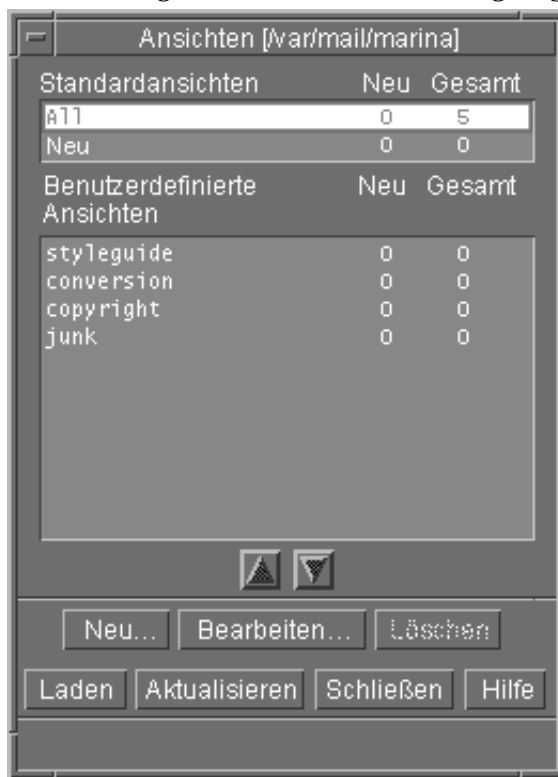 Ansichten [/var/mail/marina]
Standardansichten Neu Gesamt
All 0 5
Neu 0 0
Benutzerdefinierte Neu Gesamt
Ansichten
styleguide 0 0
conversion 0 0
copyright 0 0
junk 0 0
Neu... Bearbeiten... Löschen
Laden Aktualisieren Schließen Hilfe